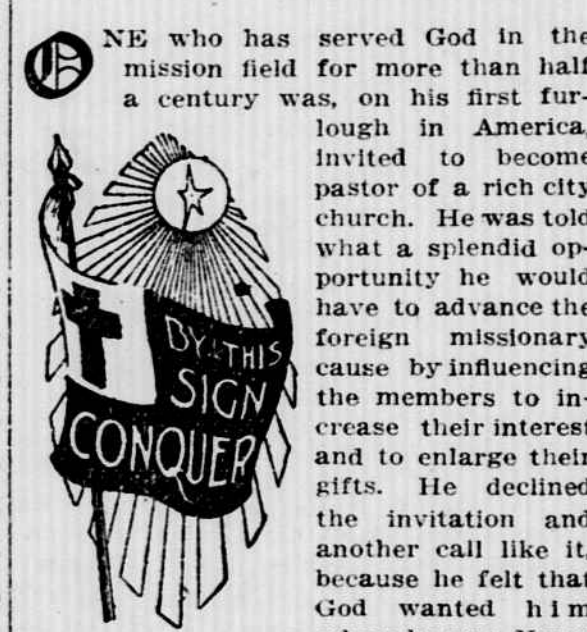 ONE who has served God in the
mission field for more than half
a century was, on his first fur-
lough in America,
invited to become
pastor of a rich city
church. He was told
what a splendid op-
portunity he would
have to advance the
foreign missionary
cause by influencing
the members to in-
crease their interest
and to enlarge their
gifts. He declined
the invitation and
another call like it,
because he felt that
God wanted him
BY THIS
SIGN
CONQUER